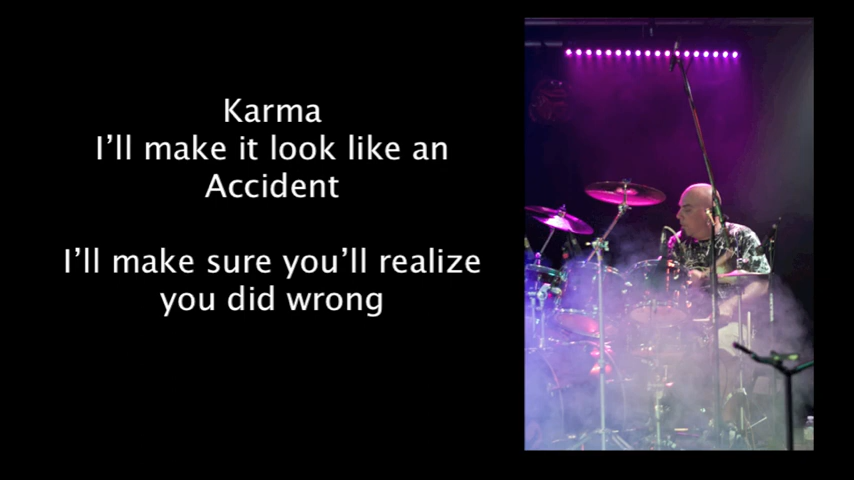 Karma
I’ll make it look like an
Accident
I’ll make sure you’ll realize
you did wrong